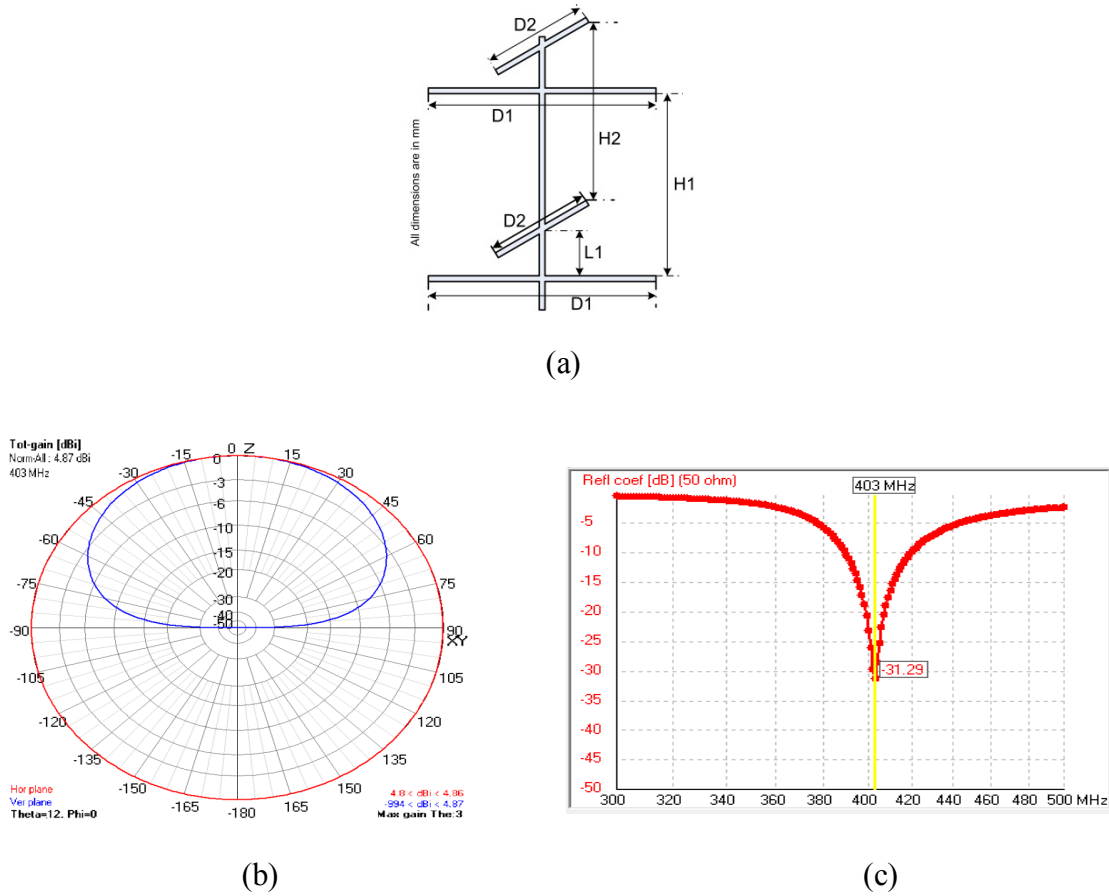 D2
D1
H2
H1
All dimensions are in mm
D2
L1
D1
(a)
Tot-gain [dBi]
Norm-All : 4.87 dBi
403 MHz
0 Z
-15 15
-30 30
-45 45
-60 60
-75 75
-90 90
XY
-105 105
-120 120
-135 135
-150 150
-165 165
-180
0
-3
-6
-10
-15
-20
-30
-40
-50
Hor plane
Ver plane
Theta=12. Phi=0
4.8 < dBi < 4.86
-994 < dBi < 4.87
Max gain The:3
Refl coef [dB] (50 ohm)
403 MHz
-5
-10
-15
-20
-25
-30
-35
-40
-45
-50
-31.29
300 320 340 360 380 400 420 440 460 480 500 MHz
(b) (c)